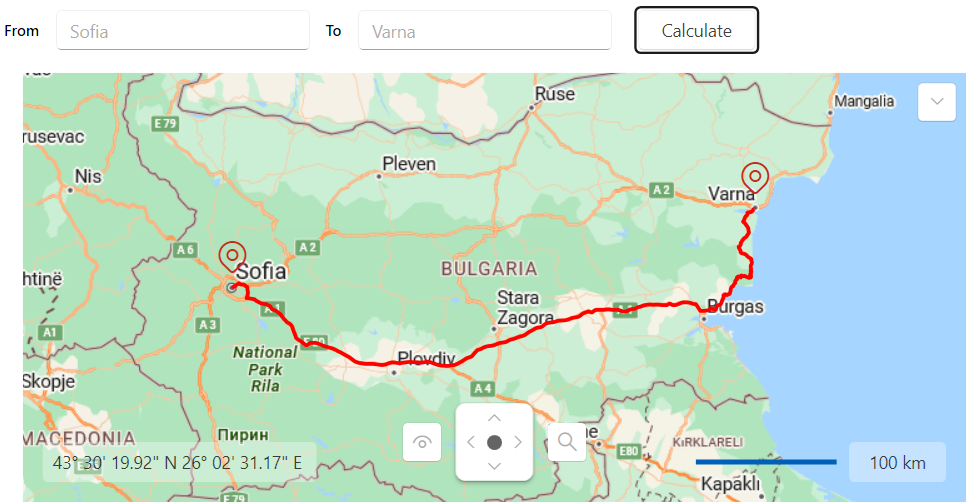 From
Sofia
To
Varna
Calculate
Ruse
Mangalia
E79
rusevac
Pleven
Nis
A2
Varna
A6
A2
Sofia
BULGARIA
htinë
Stara
Zagora
Burgas
A1
A3
National
Park
Rila
Plovdiv
Skopje
A4
MACEDONIA
Пирин
E80
KıRKLARELI
43° 30' 19.92" N 26° 02' 31.17" E
100 km
Kapaklı
E79